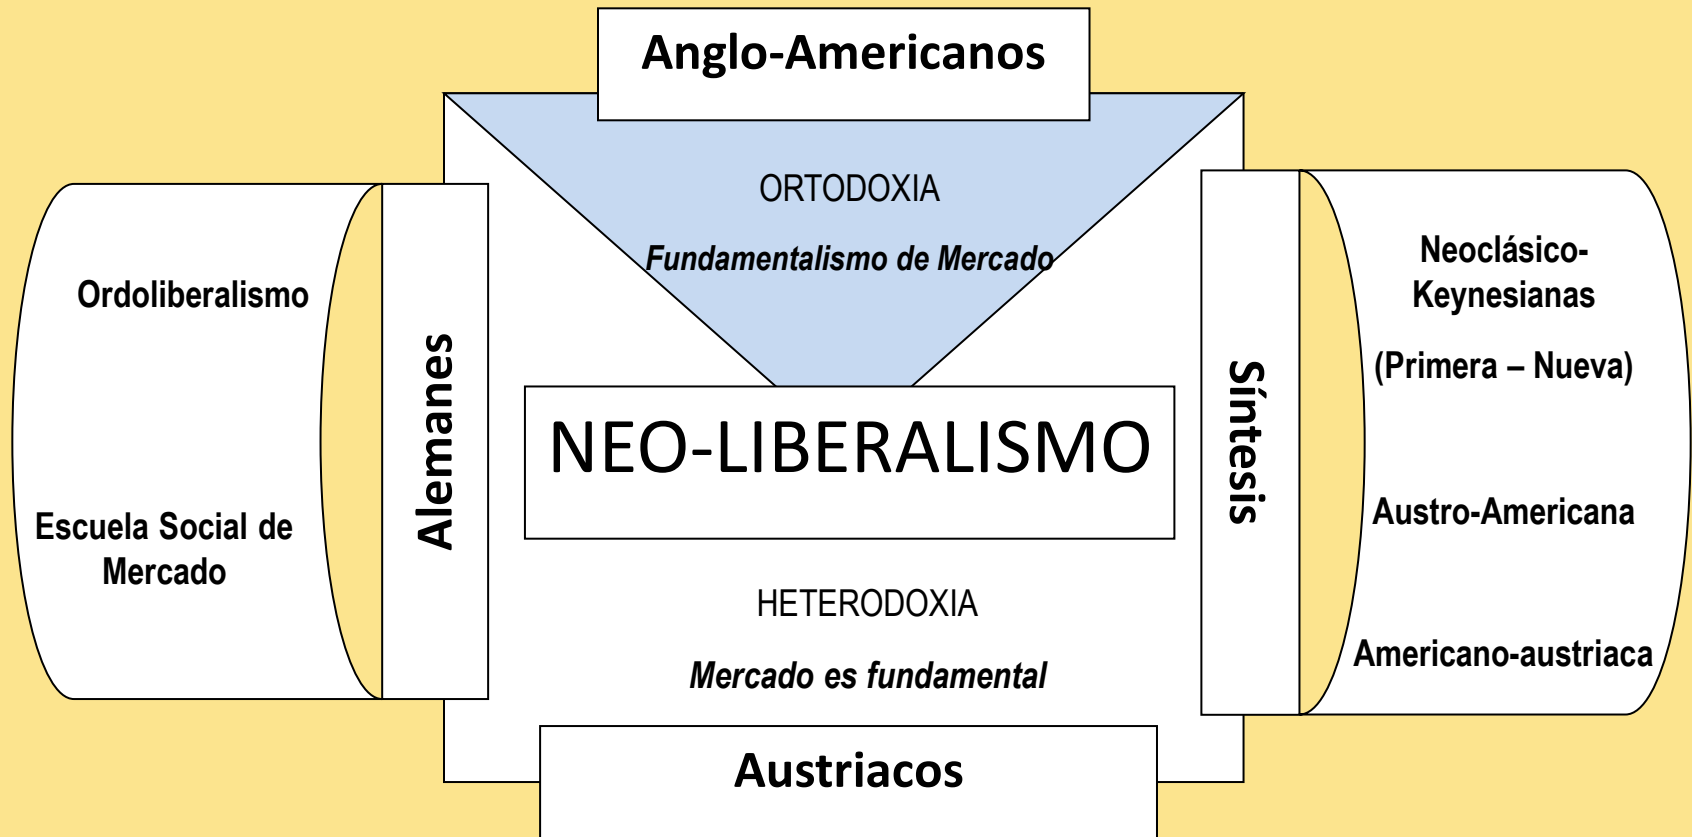 Anglo-Americanos
ORTODOXIA
Fundamentalismo de Mercado
Ordoliberalismo
Escuela Social de
Mercado
Alemanes
NEO-LIBERALISMO
Síntesis
Neoclásico-
Keynesianas
(Primera – Nueva)
Austro-Americana
Americano-austriaca
HETERODOXIA
Mercado es fundamental
Austriacos